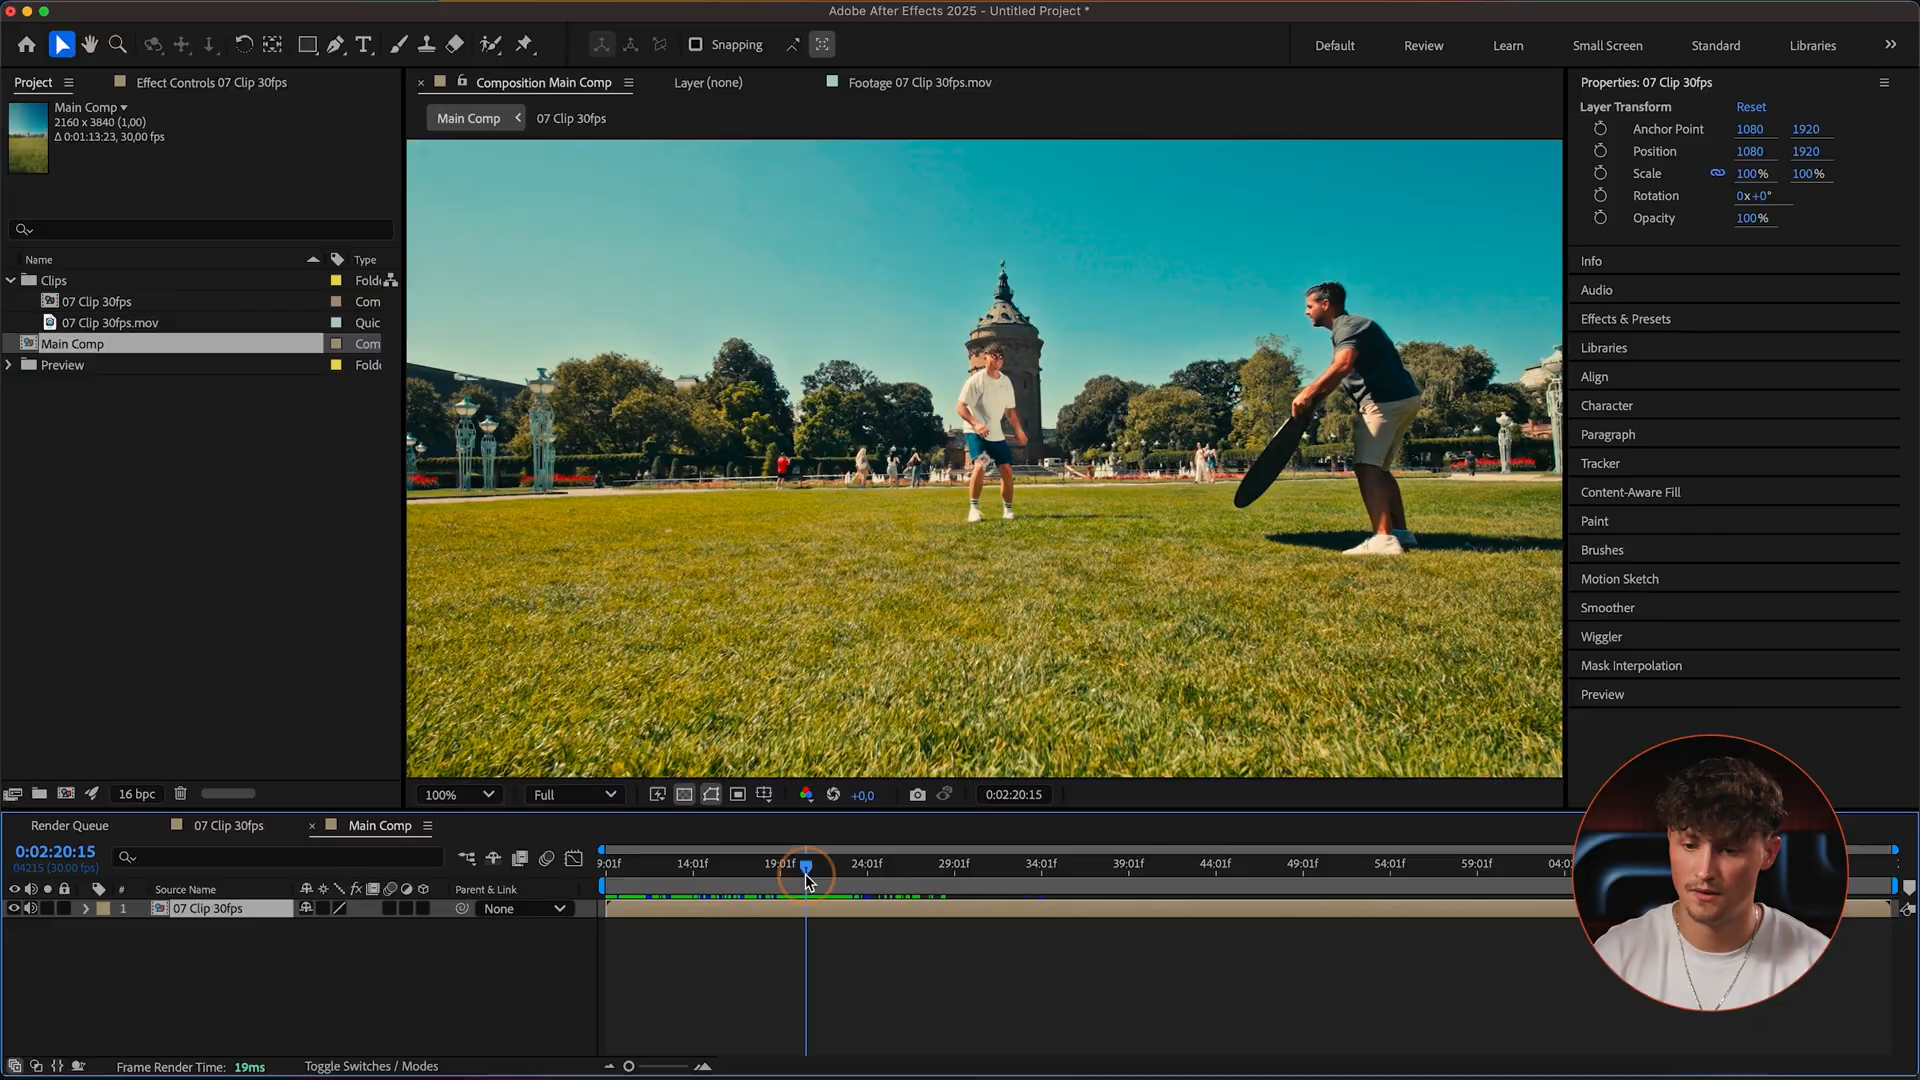 Adobe After Effects 2025 - Untitled Project *
Snapping
Default
Review
Learn
Small Screen
Standard
Libraries
Project
Effect Controls 07 Clip 30fps
Main Comp
2160 x 3840 (1,00)
Δ 0:01:13:23, 30,00 fps
Name
Type
Clips
Fold
07 Clip 30fps
Com
07 Clip 30fps.mov
Quic
Main Comp
Com
Preview
Fold
16 bpc
Composition Main Comp
Layer (none)
Footage 07 Clip 30fps.mov
Main Comp
07 Clip 30fps
100%
Full
+0,0
0:02:20:15
Properties: 07 Clip 30fps
Layer Transform
Reset
Anchor Point
1080
1920
Position
1080
1920
Scale
100%
100%
Rotation
0x+0°
Opacity
100%
Info
Audio
Effects & Presets
Libraries
Align
Character
Paragraph
Tracker
Content-Aware Fill
Paint
Brushes
Motion Sketch
Smoother
Wiggler
Mask Interpolation
Preview
Render Queue
07 Clip 30fps
Main Comp
0:02:20:15
04215 (30.00 fps)
9:01f
14:01f
19:01f
24:01f
29:01f
34:01f
39:01f
44:01f
49:01f
54:01f
59:01f
04:0
#
Source Name
fx
Parent & Link
1
07 Clip 30fps
None
Frame Render Time: 19ms
Toggle Switches / Modes